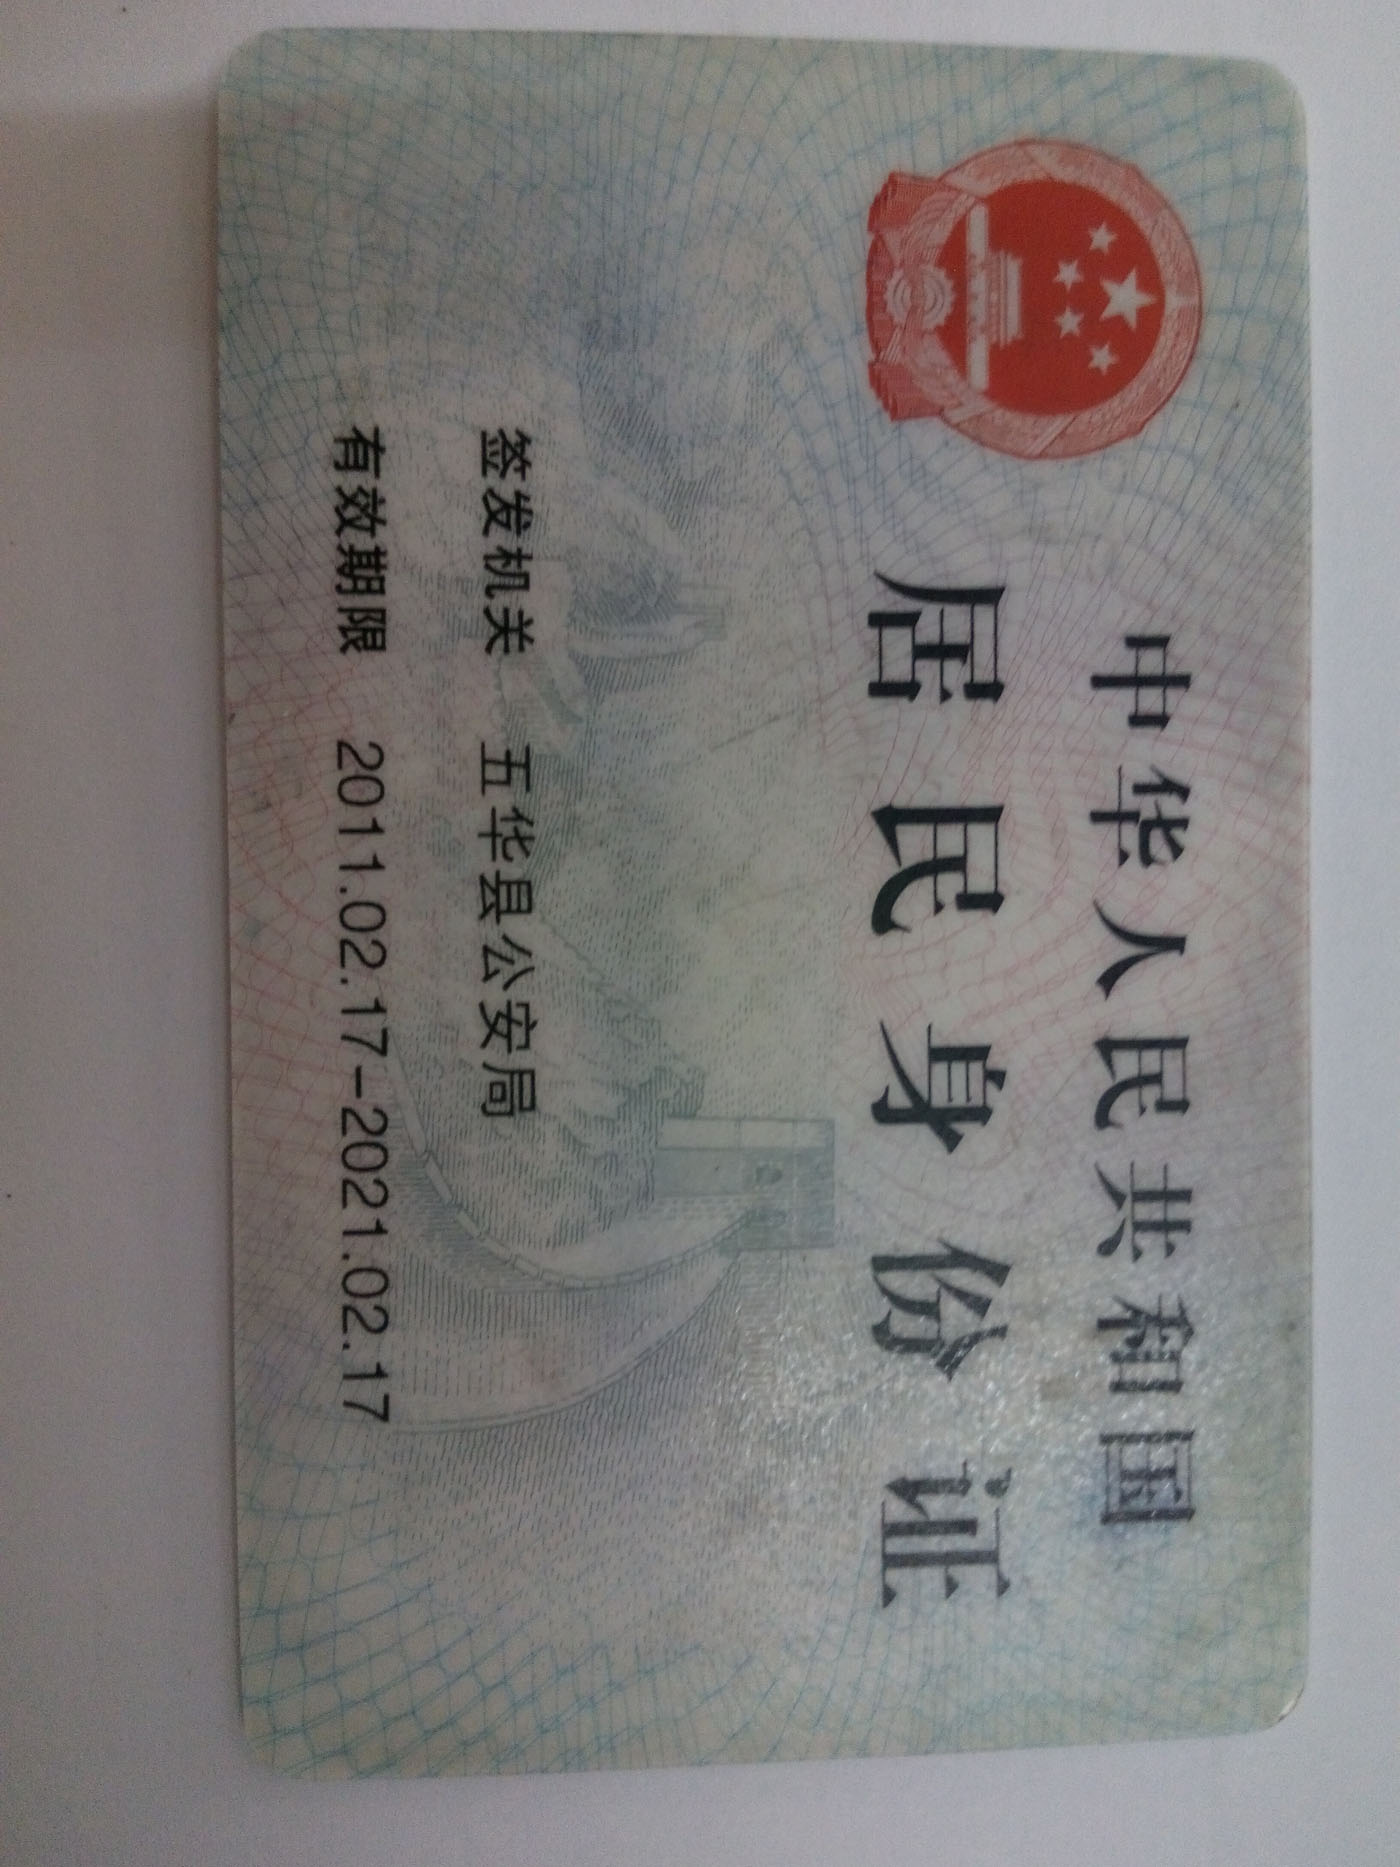 中华人民共和国
居民身份证
签发机关 五华县公安局
有效期限 2011.02.17-2021.02.17